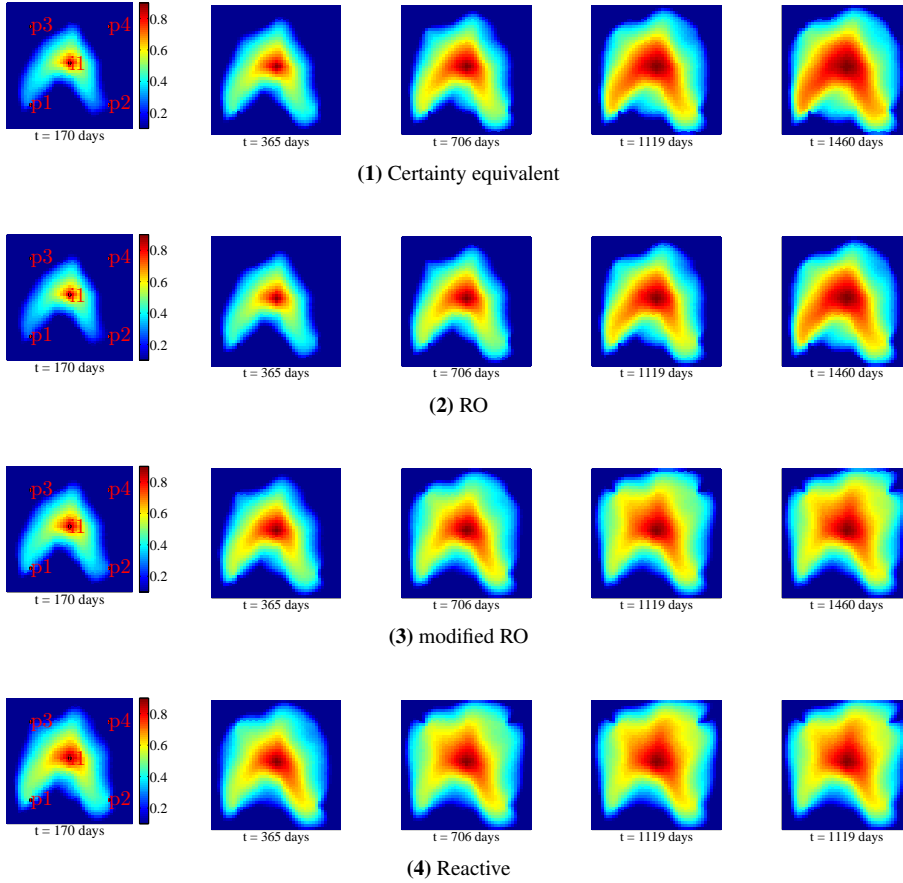 p3 p4
i1
p1 p2
0.8
0.6
0.4
0.2
t = 170 days t = 365 days t = 706 days t = 1119 days t = 1460 days
(1) Certainty equivalent
p3 p4
i1
p1 p2
0.8
0.6
0.4
0.2
t = 170 days t = 365 days t = 706 days t = 1119 days t = 1460 days
(2) RO
p3 p4
i1
p1 p2
0.8
0.6
0.4
0.2
t = 170 days t = 365 days t = 706 days t = 1119 days t = 1460 days
(3) modified RO
p3 p4
i1
p1 p2
0.8
0.6
0.4
0.2
t = 170 days t = 365 days t = 706 days t = 1119 days t = 1119 days
(4) Reactive